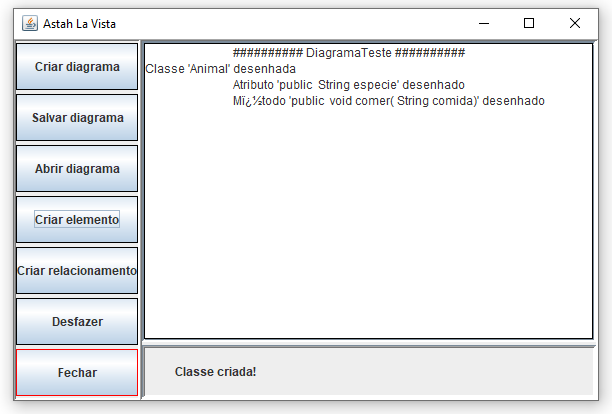 Astah La Vista
Criar diagrama
Salvar diagrama
Abrir diagrama
Criar elemento
Criar relacionamento
Desfazer
Fechar
########## DiagramaTeste ##########
Classe 'Animal' desenhada
Atributo 'public  String especie' desenhado
Mï¿½todo 'public  void comer( String comida)' desenhado
Classe criada!